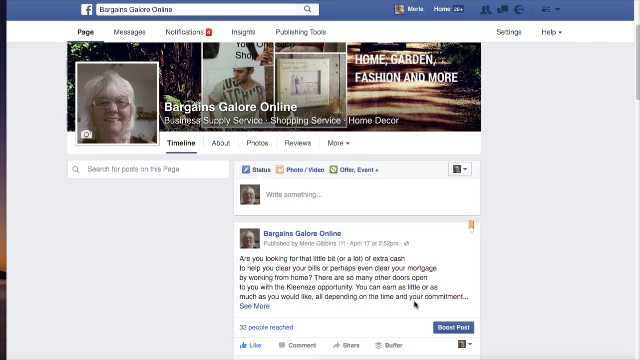 Bargains Galore Online
Merle
Home 20+
Page
Messages
Notifications 4
Insights
Publishing Tools
Settings
Help
Your One
Shop
HOME, GARDEN,
FASHION AND MORE
Bargains Galore Online
Business Supply Service · Shopping Service · Home Decor
Timeline
About
Photos
Reviews
More
Search for posts on this Page
Status
Photo / Video
Offer, Event +
Write something...
Bargains Galore Online
Published by Merle Gibbins [?] · April 17 at 2:52pm ·
Are you looking for that little bit (or a lot) of extra cash
to help you clear your bills or perhaps even clear your mortgage
by working from home? There are so many other doors open
to you with the Kleeneze opportunity. You can earn as little or as
much as you would like, all depending on the time and your commitment...
See More
33 people reached
Boost Post
Like
Comment
Share
Buffer